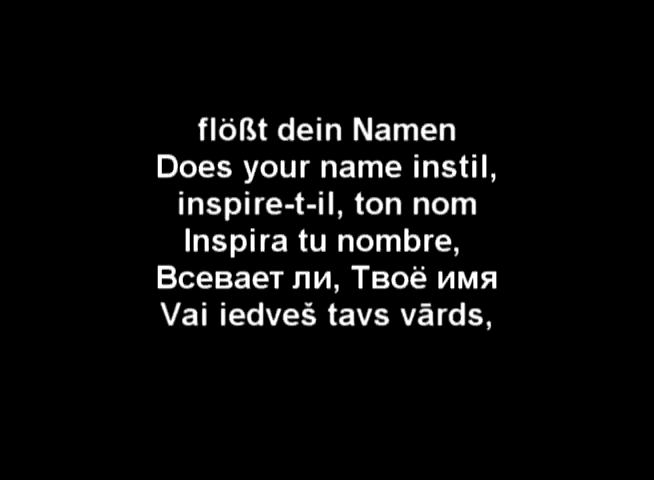 flößt dein Namen
Does your name instil,
inspire-t-il, ton nom
Inspira tu nombre,
Всевает ли, Твоё имя
Vai iedveš tavs vārds,